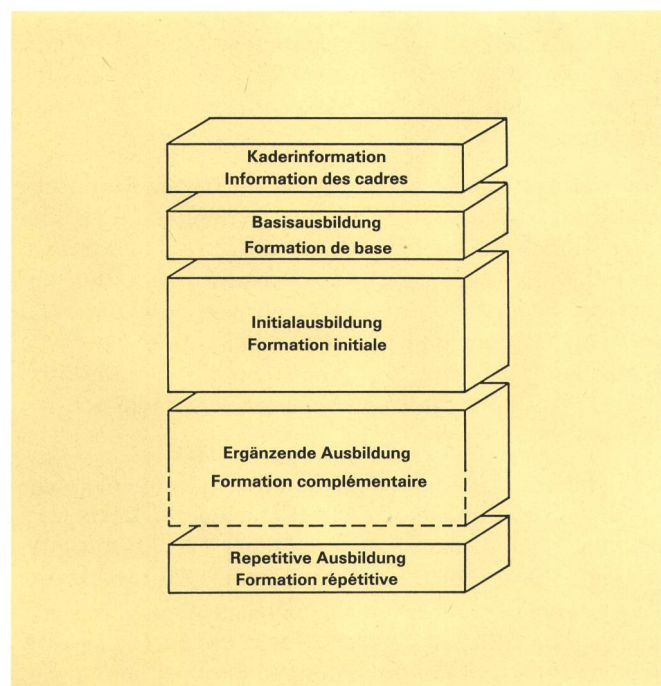 Kaderinformation
Information des cadres
Basisausbildung
Formation de base
Initialausbildung
Formation initiale
Ergänzende Ausbildung
Formation complémentaire
Repetitive Ausbildung
Formation répétitive